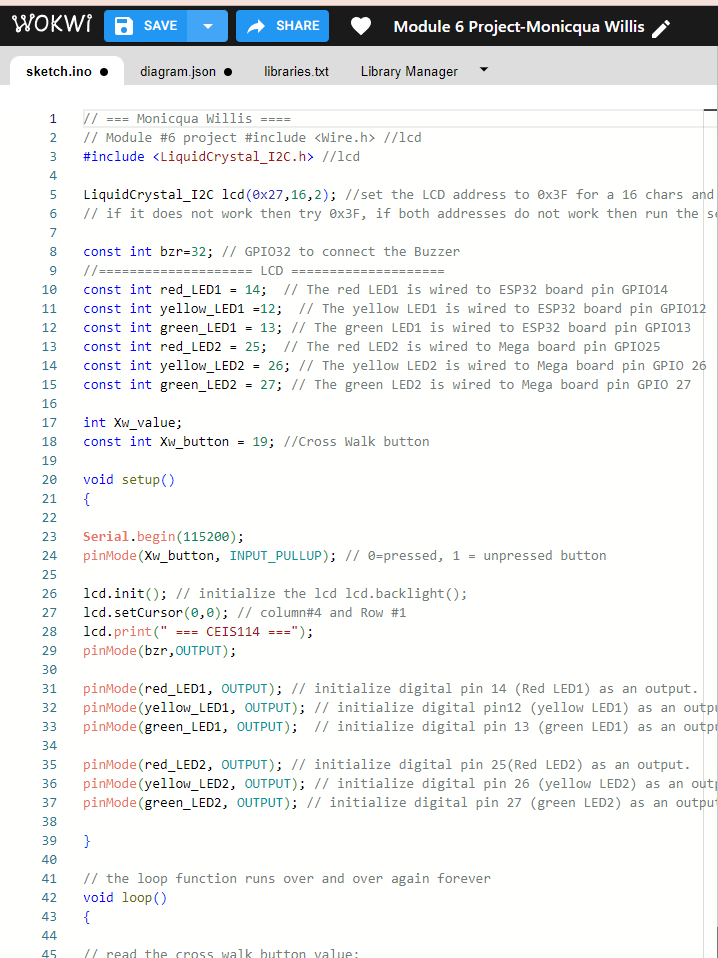 WOKWI SAVE SHARE Module 6 Project-Monicqua Willis
sketch.ino diagram.json libraries.txt Library Manager
1 // === Monicqua Willis ====
2 // Module #6 project #include <Wire.h> //lcd
3 #include <LiquidCrystal_I2C.h> //lcd
4
5 LiquidCrystal_I2C lcd(0x27,16,2); //set the LCD address to 0x3F for a 16 chars and
6 // if it does not work then try 0x3F, if both addresses do not work then run the
7
8 const int bzr=32; // GPIO32 to connect the Buzzer
9 //==================== LCD ====================
10 const int red_LED1 = 14;  // The red LED1 is wired to ESP32 board pin GPIO14
11 const int yellow_LED1 =12;  // The yellow LED1 is wired to ESP32 board pin GPIO12
12 const int green_LED1 = 13; // The green LED1 is wired to ESP32 board pin GPIO13
13 const int red_LED2 = 25;  // The red LED2 is wired to Mega board pin GPIO25
14 const int yellow_LED2 = 26; // The yellow LED2 is wired to Mega board pin GPIO 26
15 const int green_LED2 = 27; // The green LED2 is wired to Mega board pin GPIO 27
16
17 int Xw_value;
18 const int Xw_button = 19; //Cross Walk button
19
20 void setup()
21 {
22
23 Serial.begin(115200);
24 pinMode(Xw_button, INPUT_PULLUP); // 0=pressed, 1 = unpressed button
25
26 lcd.init(); // initialize the lcd lcd.backlight();
27 lcd.setCursor(0,0); // column#4 and Row #1
28 lcd.print(" === CEIS114 ===");
29 pinMode(bzr,OUTPUT);
30
31 pinMode(red_LED1, OUTPUT); // initialize digital pin 14 (Red LED1) as an output.
32 pinMode(yellow_LED1, OUTPUT); // initialize digital pin12 (yellow LED1) as an
33 pinMode(green_LED1, OUTPUT);  // initialize digital pin 13 (green LED1) as an
34
35 pinMode(red_LED2, OUTPUT); // initialize digital pin 25(Red LED2) as an output.
36 pinMode(yellow_LED2, OUTPUT); // initialize digital pin 26 (yellow LED2) as an
37 pinMode(green_LED2, OUTPUT); // initialize digital pin 27 (green LED2) as an
38
39 }
40
41 // the loop function runs over and over again forever
42 void loop()
43 {
44
45 // read the cross walk button value: